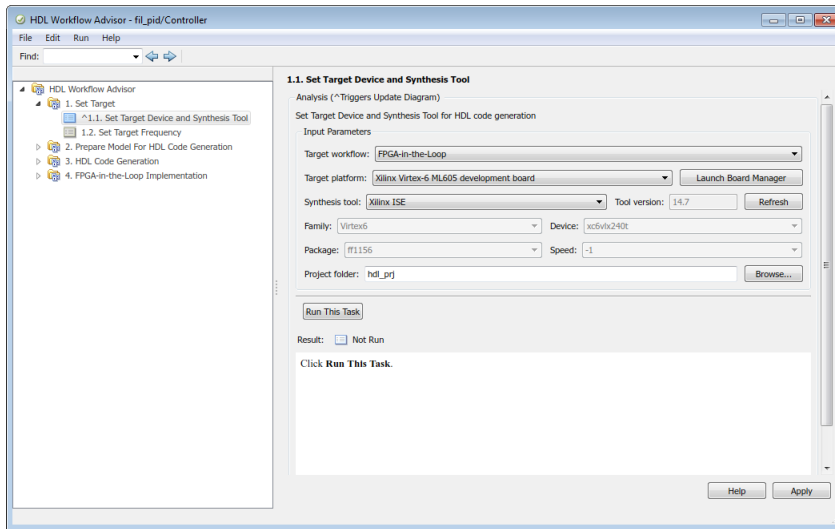 HDL Workflow Advisor - fil_pid/Controller
File Edit Run Help
Find:
HDL Workflow Advisor
1. Set Target
^1.1. Set Target Device and Synthesis Tool
1.2. Set Target Frequency
2. Prepare Model For HDL Code Generation
3. HDL Code Generation
4. FPGA-in-the-Loop Implementation
1.1. Set Target Device and Synthesis Tool
Analysis (^Triggers Update Diagram)
Set Target Device and Synthesis Tool for HDL code generation
Input Parameters
Target workflow: FPGA-in-the-Loop
Target platform: Xilinx Virtex-6 ML605 development board Launch Board Manager
Synthesis tool: Xilinx ISE Tool version: 14.7 Refresh
Family: Virtex6 Device: xc6vlx240t
Package: ff1156 Speed: -1
Project folder: hdl_prj Browse...
Run This Task
Result: Not Run
Click Run This Task.
Help Apply